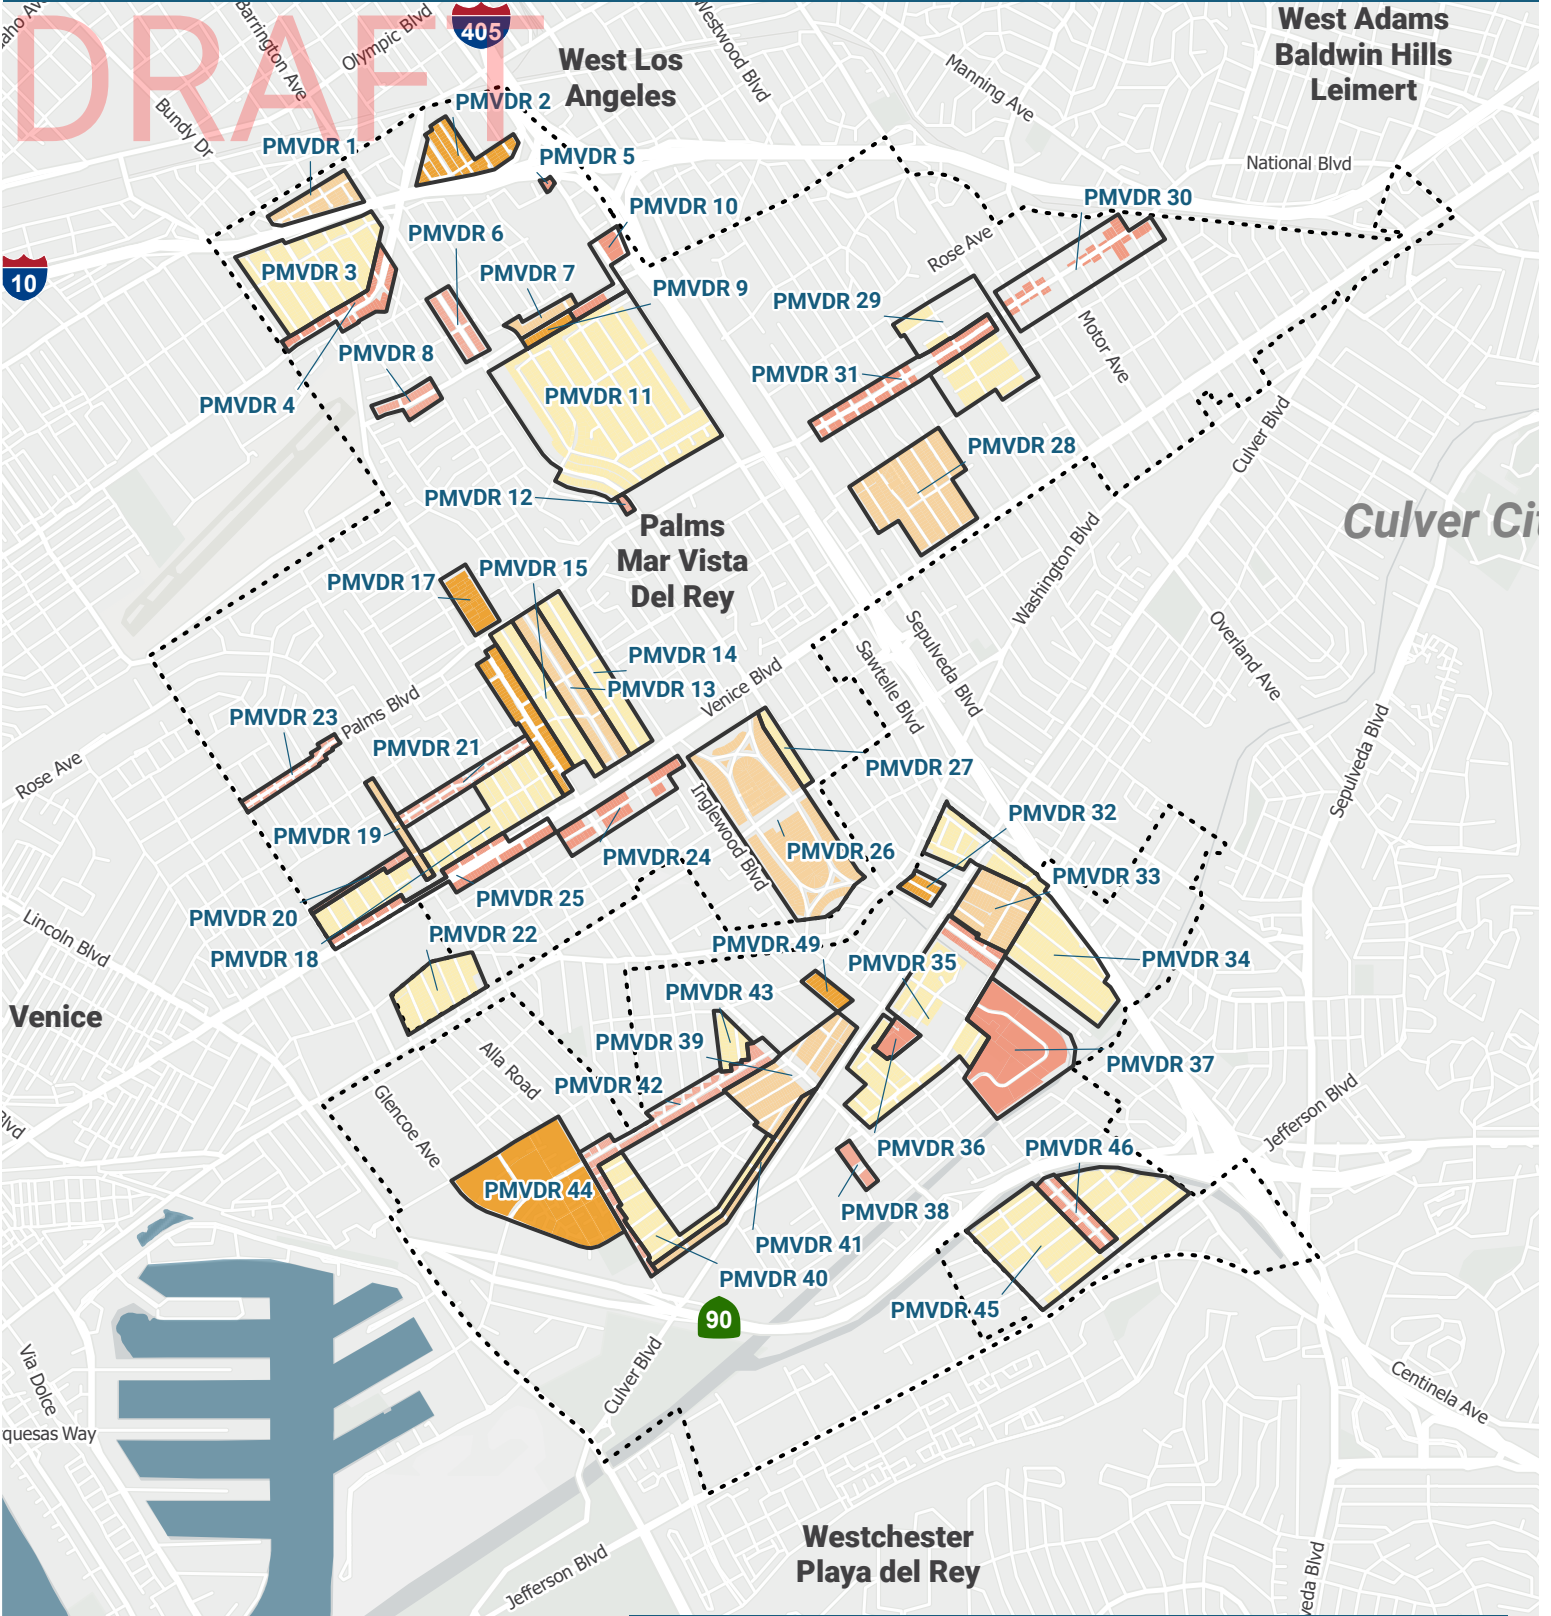 DRAFT
405
West Los
Angeles
West Adams
Baldwin Hills
Leimert
Barrington Ave
Olympic Blvd
Westwood Blvd
Manning Ave
Bundy Dr
National Blvd
PMVDR 2
PMVDR 1
PMVDR 5
PMVDR 10
PMVDR 30
PMVDR 6
Rose Ave
PMVDR 3
PMVDR 7
PMVDR 9
10
PMVDR 29
Motor Ave
PMVDR 8
PMVDR 31
PMVDR 4
PMVDR 11
Culver Blvd
PMVDR 28
PMVDR 12
Culver Cit
Palms
Mar Vista
Del Rey
Washington Blvd
PMVDR 17
PMVDR 15
PMVDR 14
PMVDR 13
Venice Blvd
Sawtelle Blvd
Sepulveda Blvd
Overland Ave
PMVDR 23
Palms Blvd
PMVDR 21
Rose Ave
PMVDR 27
Sepulveda Blvd
Inglewood Blvd
PMVDR 19
PMVDR 24
PMVDR 26
PMVDR 32
PMVDR 33
PMVDR 25
PMVDR 20
PMVDR 22
PMVDR 18
Lincoln Blvd
PMVDR 49
PMVDR 35
PMVDR 34
PMVDR 43
Venice
PMVDR 39
PMVDR 42
Alla Road
Glencoe Ave
PMVDR 37
Jefferson Blvd
PMVDR 36
PMVDR 46
PMVDR 44
PMVDR 38
PMVDR 41
PMVDR 40
PMVDR 45
90
Culver Blvd
Via Dolce
Centinela Ave
quesas Way
Westchester
Playa del Rey
Jefferson Blvd
veda Blvd